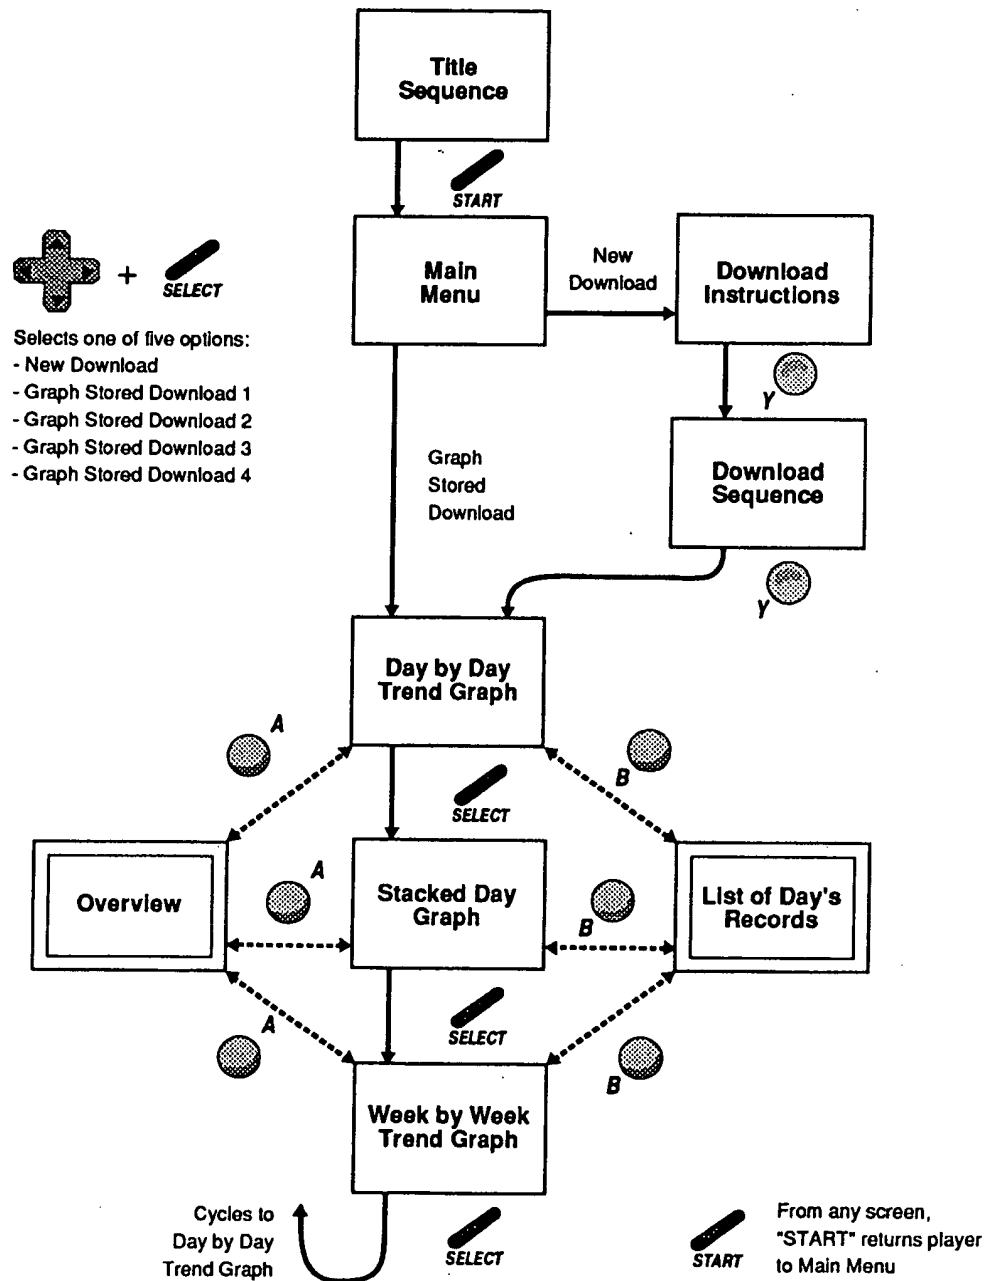 Title
Sequence
START
Main
Menu
New
Download
Download
Instructions
+
SELECT
Selects one of five options:
- New Download
- Graph Stored Download 1
- Graph Stored Download 2
- Graph Stored Download 3
- Graph Stored Download 4
Y
Download
Sequence
Graph
Stored
Download
Y
Day by Day
Trend Graph
A
B
SELECT
Overview
A
Stacked Day
Graph
B
List of Day's
Records
SELECT
A
B
Week by Week
Trend Graph
Cycles to
Day by Day
Trend Graph
SELECT
START
From any screen,
"START" returns player
to Main Menu